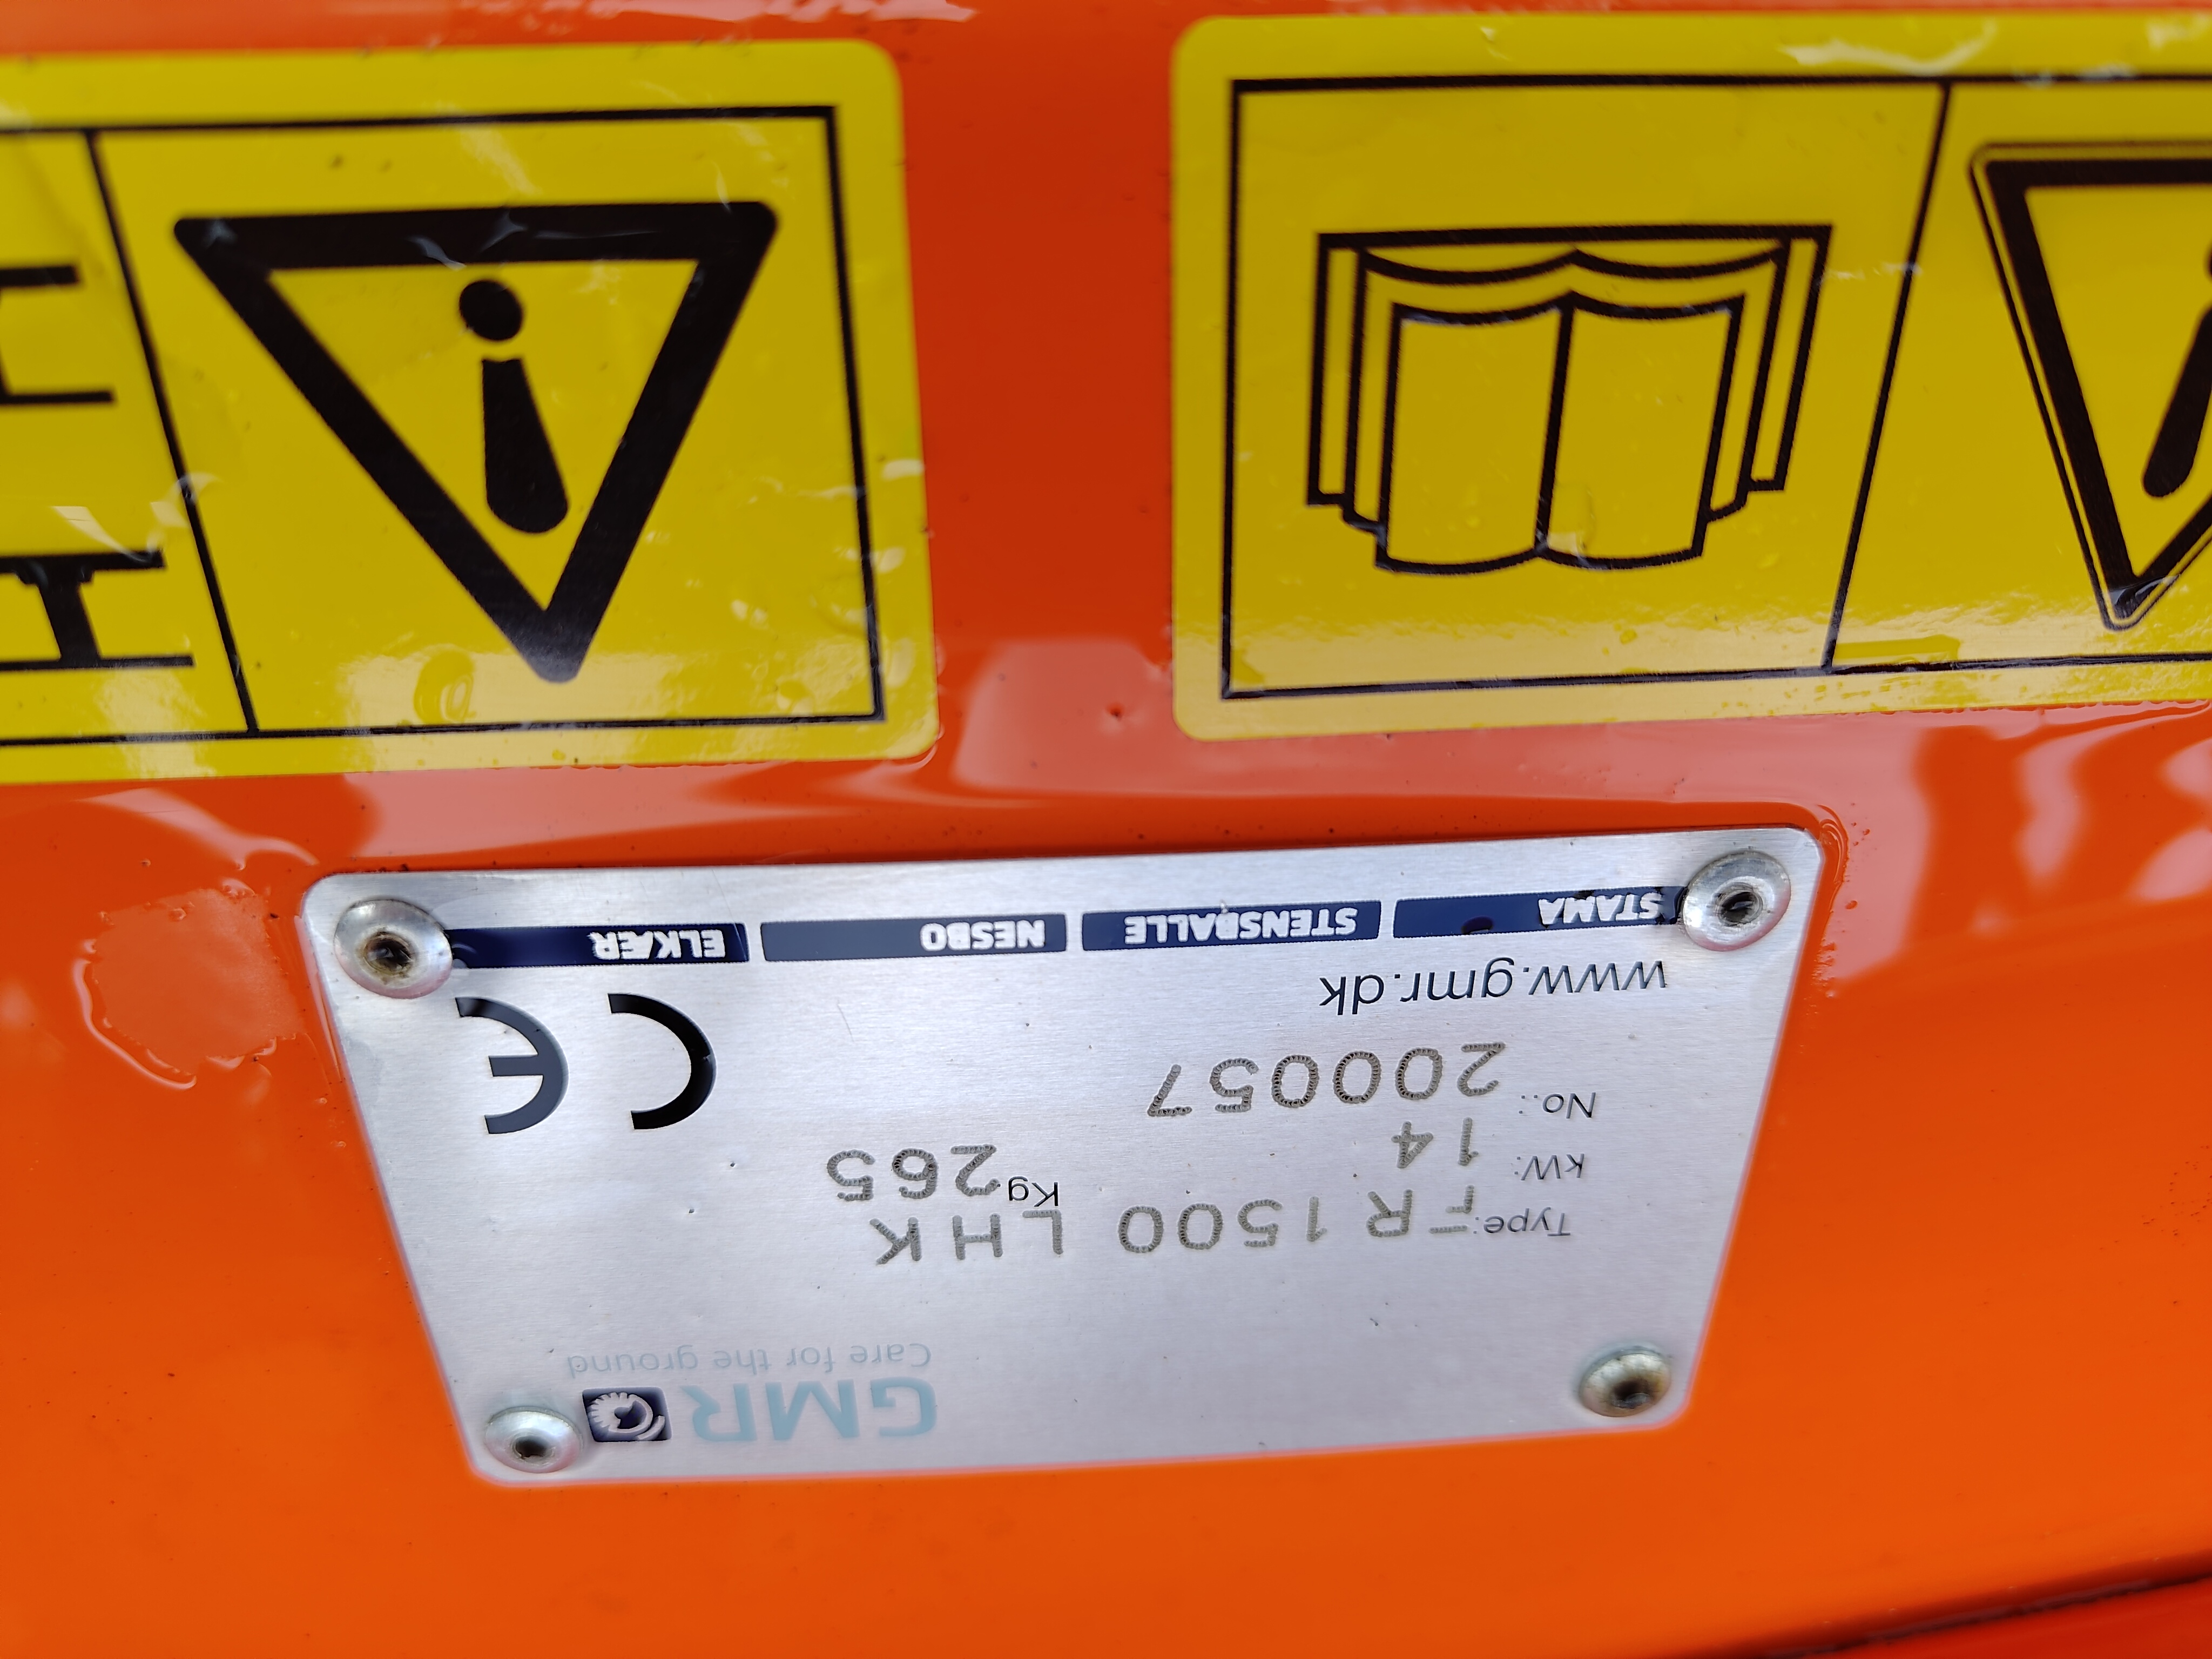 GMR
Care for the ground
Type: FR 1500 LHK
kW: 14 Kg 265
No.: 200057
www.gmr.dk
STAMA STENSBALLE NESBO ELKÆR
CE